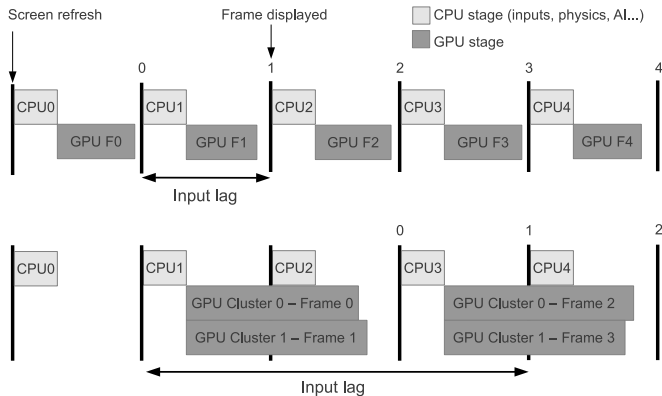 Screen refresh
Frame displayed
CPU stage (inputs, physics, AI...)
GPU stage
0 1 2 3 4
CPU0 CPU1 CPU2 CPU3 CPU4
GPU F0 GPU F1 GPU F2 GPU F3 GPU F4
Input lag
0 1 2
CPU0 CPU1 CPU2 CPU3 CPU4
GPU Cluster 0 – Frame 0 GPU Cluster 0 – Frame 2
GPU Cluster 1 – Frame 1 GPU Cluster 1 – Frame 3
Input lag